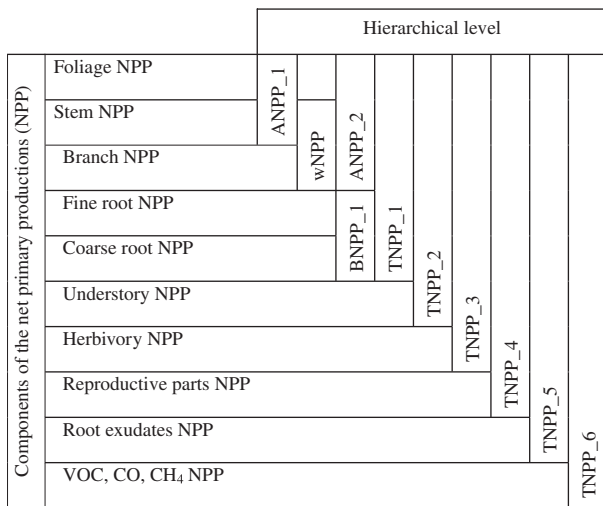 Hierarchical level
Components of the net primary productions (NPP)
Foliage NPP
Stem NPP
Branch NPP
Fine root NPP
Coarse root NPP
Understory NPP
Herbivory NPP
Reproductive parts NPP
Root exudates NPP
VOC, CO, CH₄ NPP
ANPP_1
wNPP
ANPP_2
BNPP_1
TNPP_1
TNPP_2
TNPP_3
TNPP_4
TNPP_5
TNPP_6